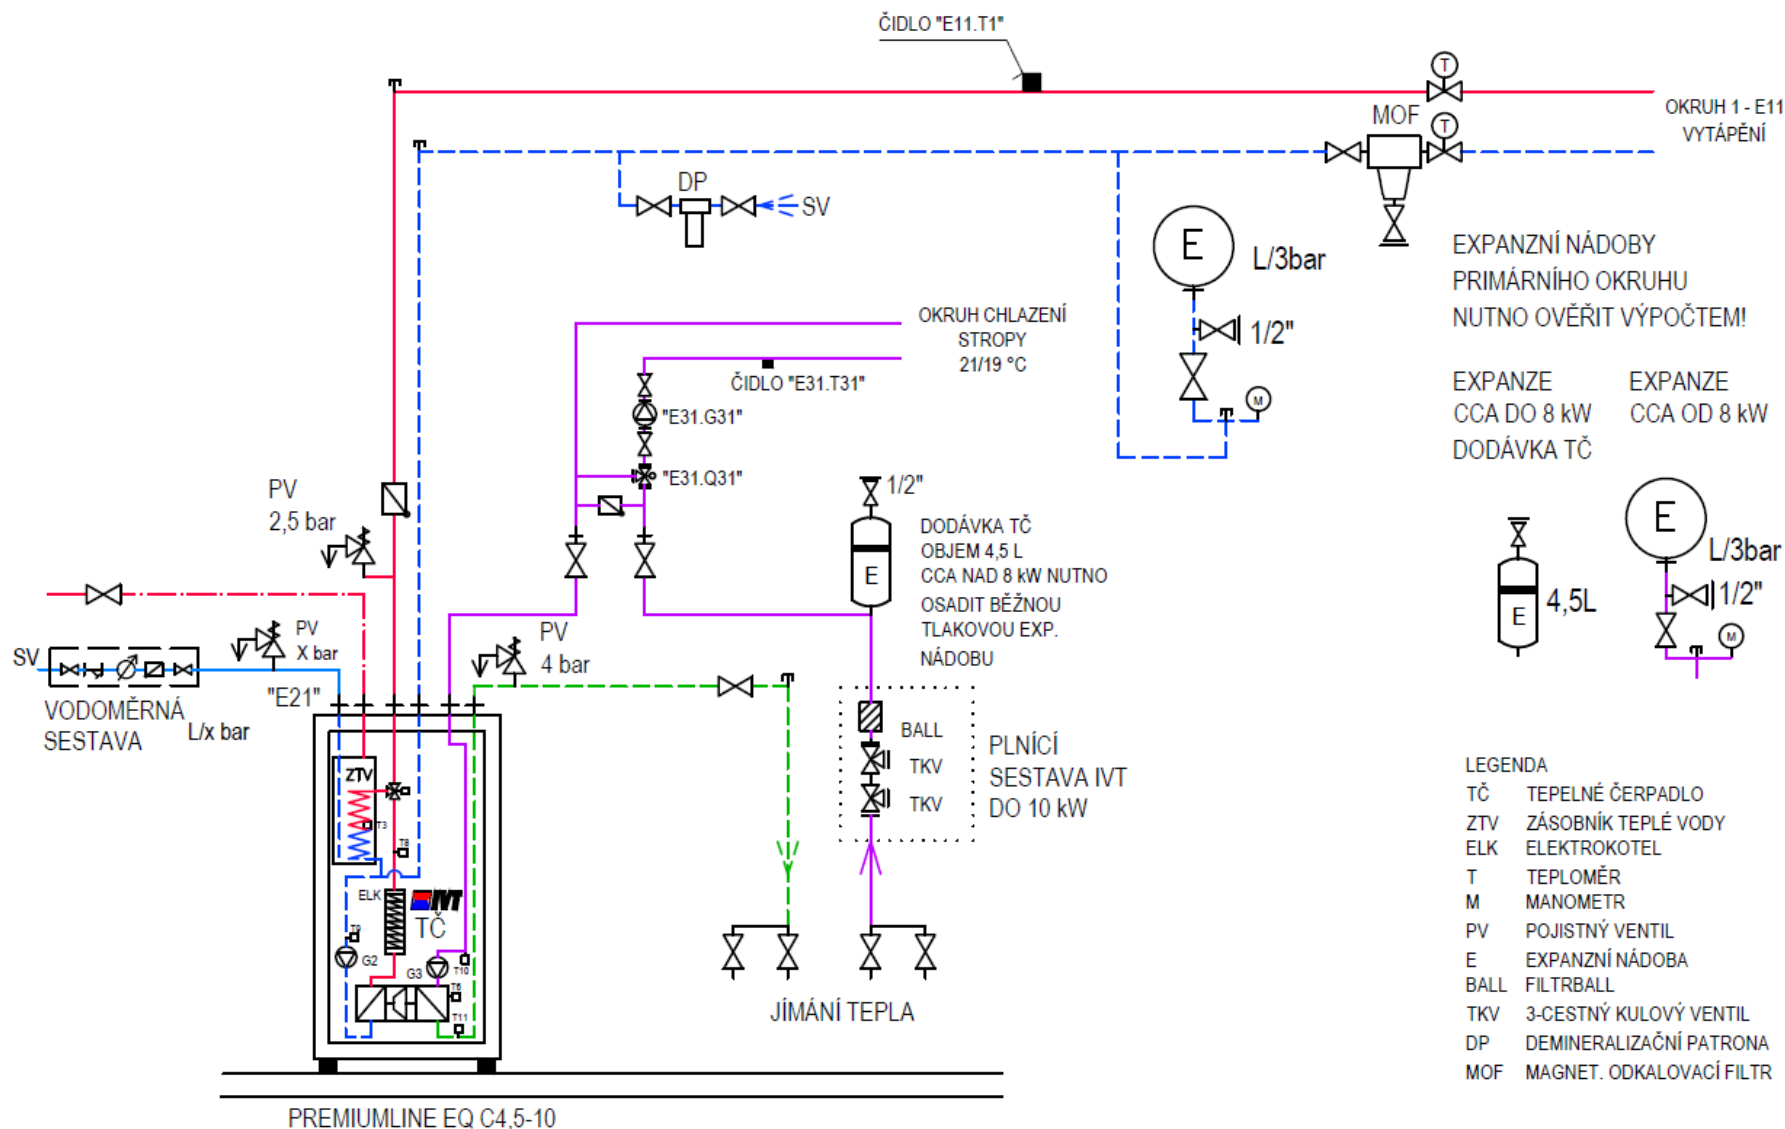 ČIDLO "E11.T1"
T
OKRUH 1 - E11
VYTÁPĚNÍ
MOF
T
DP
SV
E
L/3bar
1/2"
M
EXPANZNÍ NÁDOBY
PRIMÁRNÍHO OKRUHU
NUTNO OVĚŘIT VÝPOČTEM!
EXPANZE
CCA DO 8 kW
DODÁVKA TČ
EXPANZE
CCA OD 8 kW
E
4,5L
E
L/3bar
1/2"
M
OKRUH CHLAZENÍ
STROPY
21/19 °C
ČIDLO "E31.T31"
"E31.G31"
"E31.Q31"
PV
2,5 bar
1/2"
E
DODÁVKA TČ
OBJEM 4,5 L
CCA NAD 8 kW NUTNO
OSADIT BĚŽNOU
TLAKOVOU EXP.
NÁDOBU
PV
X bar
PV
4 bar
SV
"E21"
VODOMĚRNÁ
SESTAVA
L/x bar
BALL
TKV
TKV
PLNÍCÍ
SESTAVA IVT
DO 10 kW
ZTV
T3
T8
ELK
IVT
TČ
T9
G2
G3
T10
T6
T11
JÍMÁNÍ TEPLA
PREMIUMLINE EQ C4,5-10
LEGENDA
TČ TEPELNÉ ČERPADLO
ZTV ZÁSOBNÍK TEPLÉ VODY
ELK ELEKTROKOTEL
T TEPLOMĚR
M MANOMETR
PV POJISTNÝ VENTIL
E EXPANZNÍ NÁDOBA
BALL FILTRBALL
TKV 3-CESTNÝ KULOVÝ VENTIL
DP DEMINERALIZAČNÍ PATRONA
MOF MAGNET. ODKALOVACÍ FILTR